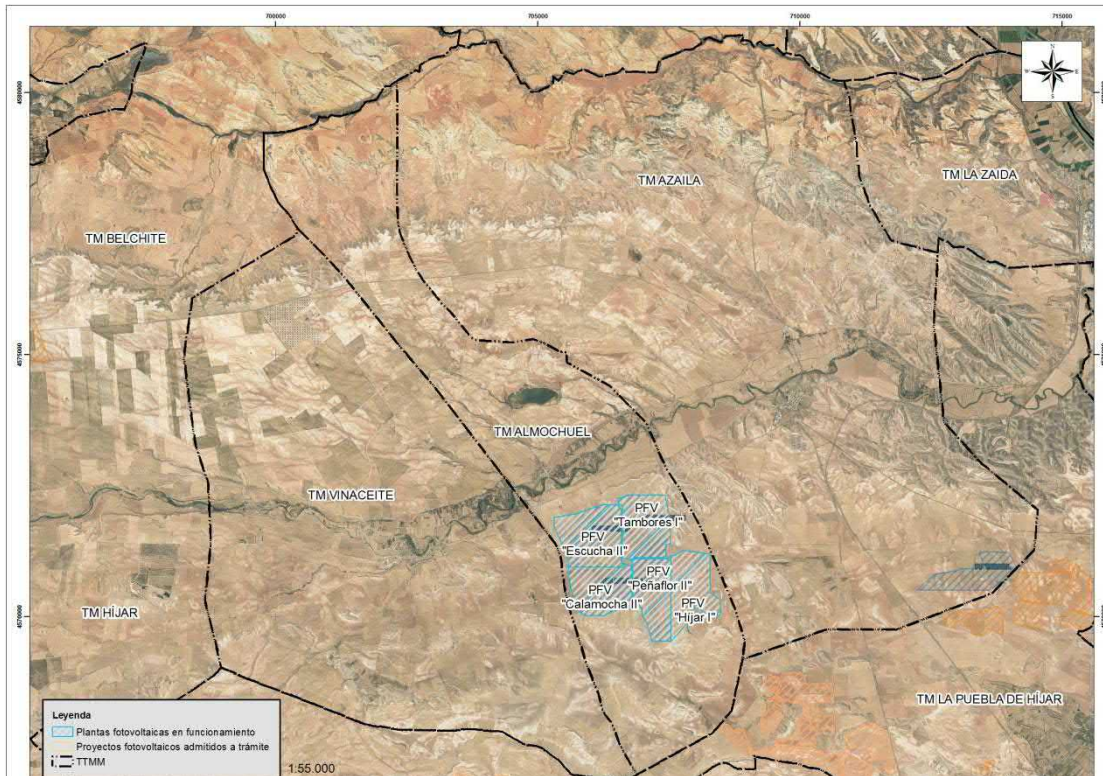 700000
705000
710000
715000
4580000
N
W
E
S
TM AZAILA
TM LA ZAIDA
TM BELCHITE
4575000
TM ALMOCHUEL
TM VINACEITE
PFV
"Tambores I"
PFV
"Escucha II"
PFV
"Peñaflor II"
PFV
"Calamocha II"
PFV
"Híjar I"
TM HÍJAR
4570000
TM LA PUEBLA DE HÍJAR
Leyenda
Plantas fotovoltaicas en funcionamiento
Proyectos fotovoltaicos admitidos a trámite
TTMM
1:55.000